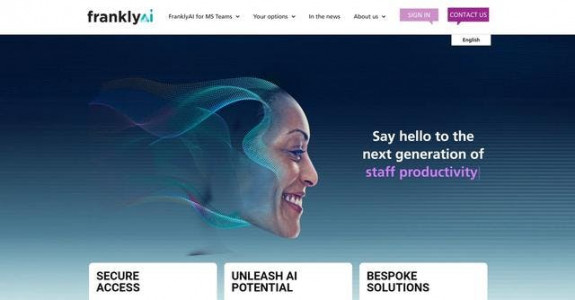 franklyAi
FranklyAI for MS Teams
Your options
In the news
About us
SIGN IN
CONTACT US
English
Say hello to the
next generation of
staff productivity
SECURE
ACCESS
UNLEASH AI
POTENTIAL
BESPOKE
SOLUTIONS